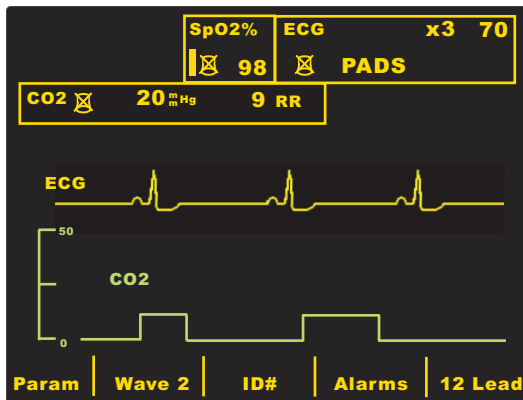 SpO2% ECG x3 70
98 PADS
CO2 20 mmHg 9 RR
ECG
50
CO2
0
Param Wave 2 ID# Alarms 12 Lead